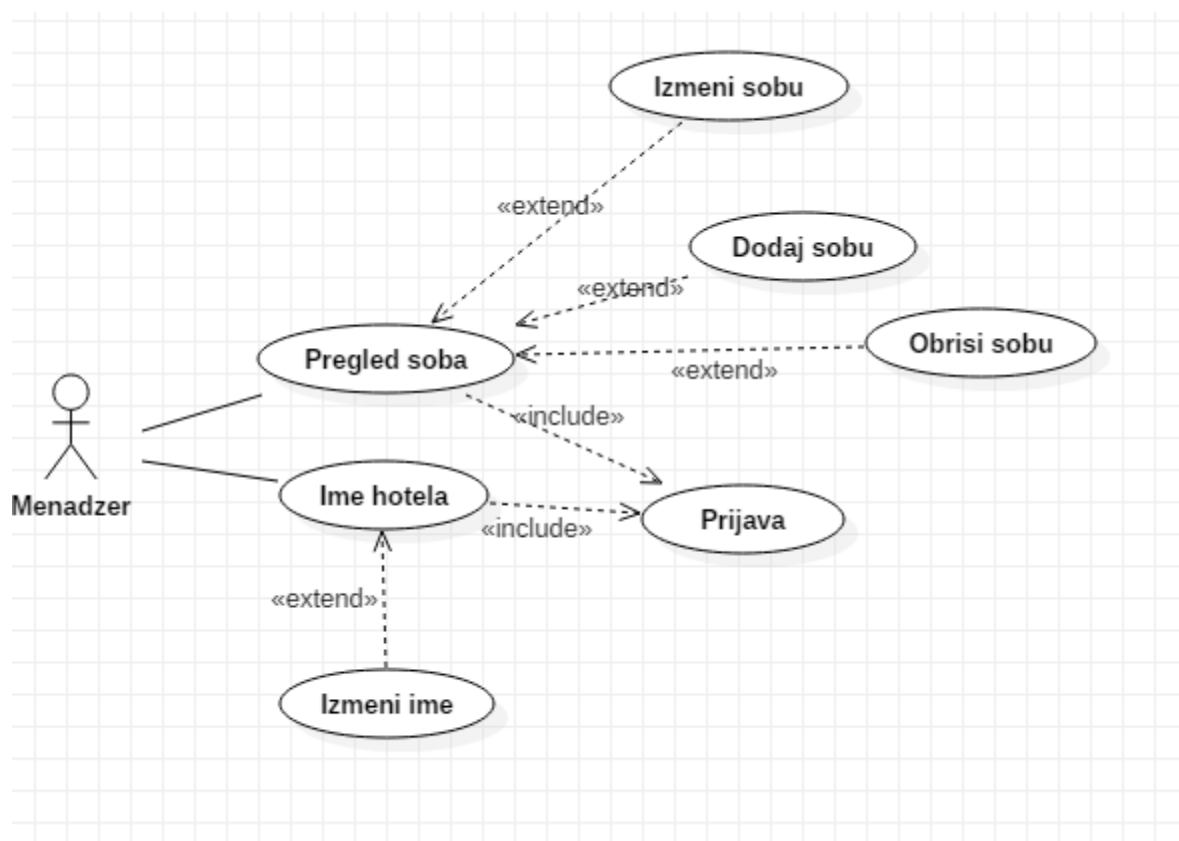 Izmeni sobu
«extend»
Dodaj sobu
«extend»
Obrisi sobu
Pregled soba
«extend»
«include»
Menadzer
Ime hotela
Prijava
«include»
«extend»
Izmeni ime